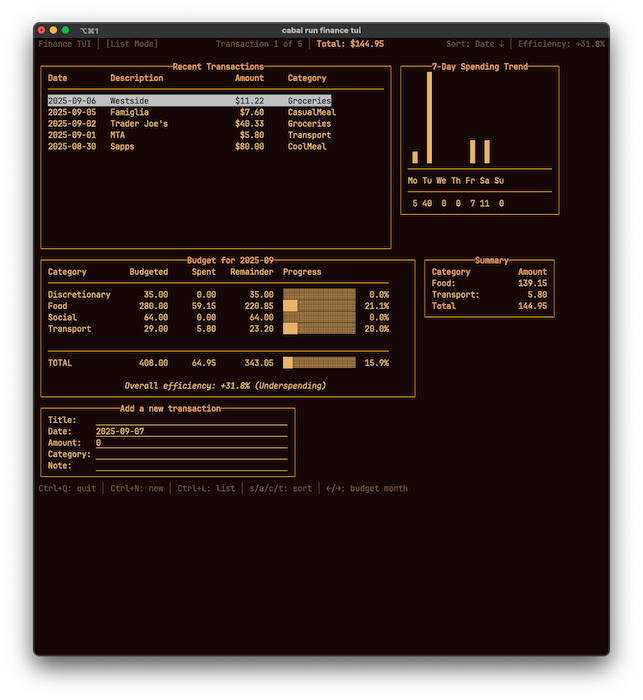 ⌥⌘1 cabal run finance tui
Finance TUI │ [List Mode] Transaction 1 of 5 │ Total: $144.95 Sort: Date ↓ │ Efficiency: +31.8%
Recent Transactions
Date Description Amount Category
2025-09-06 Westside $11.22 Groceries
2025-09-05 Famiglia $7.60 CasualMeal
2025-09-02 Trader Joe's $40.33 Groceries
2025-09-01 MTA $5.80 Transport
2025-08-30 Sapps $80.00 CoolMeal
7-Day Spending Trend
Mo Tu We Th Fr Sa Su
5 40 0 0 7 11 0
Budget for 2025-09
Category Budgeted Spent Remainder Progress
Discretionary 35.00 0.00 35.00 0.0%
Food 280.00 59.15 220.85 21.1%
Social 64.00 0.00 64.00 0.0%
Transport 29.00 5.80 23.20 20.0%
TOTAL 408.00 64.95 343.05 15.9%
Overall efficiency: +31.8% (Underspending)
Summary
Category Amount
Food: 139.15
Transport: 5.80
Total 144.95
Add a new transaction
Title:
Date: 2025-09-07
Amount: 0
Category:
Note:
Ctrl+Q: quit │ Ctrl+N: new │ Ctrl+L: list │ s/a/c/t: sort │ ←/→: budget month